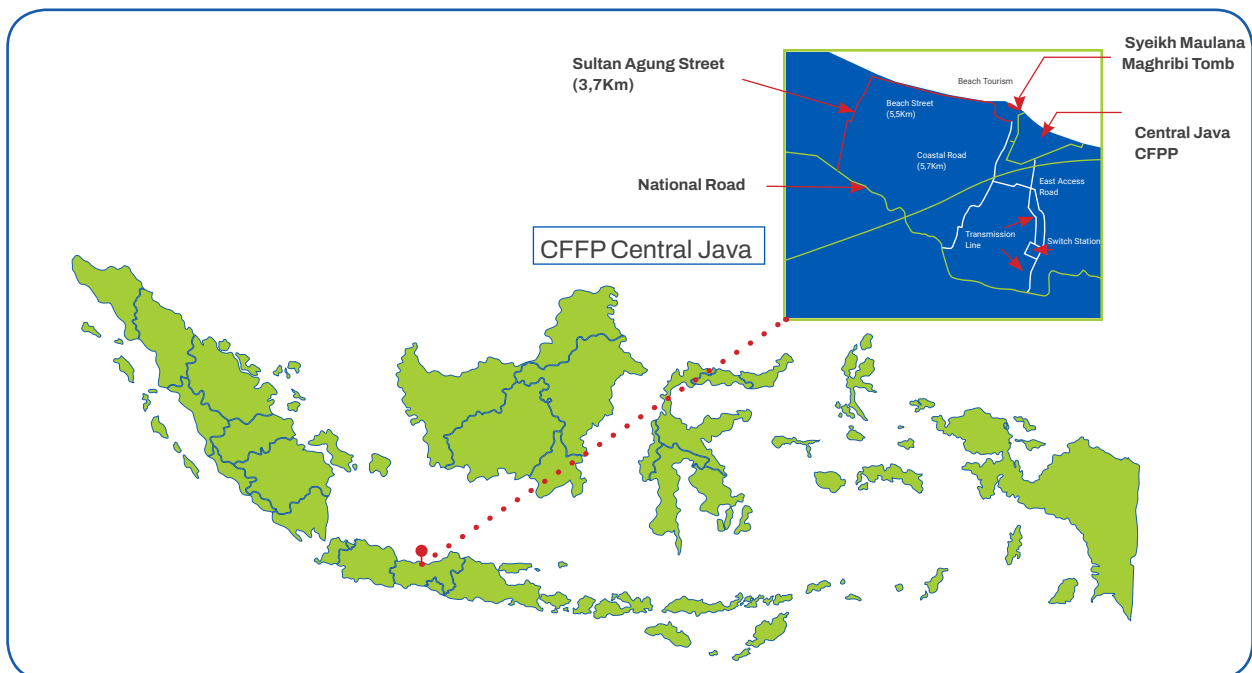 Sultan Agung Street
(3,7Km)
Syeikh Maulana
Maghribi Tomb
Beach Tourism
Beach Street
(5,5Km)
Central Java
CFPP
Coastal Road
(5,7Km)
National Road
East Access
Road
Transmission
Line
Switch Station
CFFP Central Java